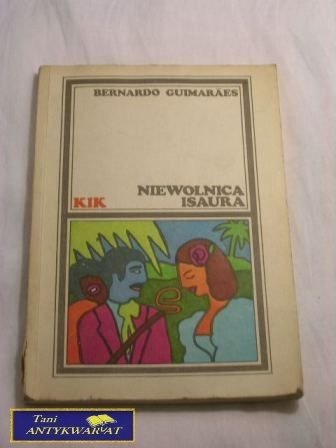 BERNARDO GUIMARÃES
NIEWOLNICA
KIK ISAURA
Tani
ANTYKWARYAT